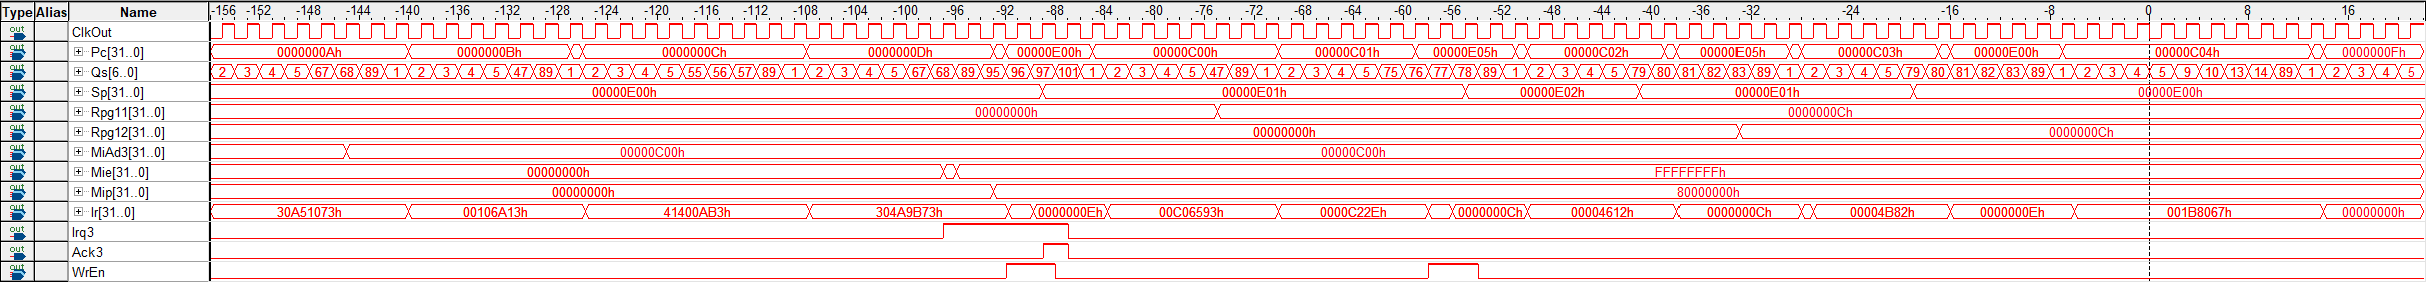 Type Alias Name -156 -152 -148 -144 -140 -136 -132 -128 -124 -120 -116 -112 -108 -104 -100 -96 -92 -88 -84 -80 -76 -72 -68 -64 -60 -56 -52 -48 -44 -40 -36 -32 -28 -24 -20 -16 -12 -8 -4 0 4 8 12 16
out ClkOut
out Pc[31..0] 0000000Ah 0000000Bh 0000000Ch 0000000Dh 00000E00h 00000C00h 00000C01h 00000E05h 00000C02h 00000E05h 00000C03h 00000E00h 00000C04h 0000000Fh
out Qs[6..0] 2 3 4 5 67 68 89 1 2 3 4 5 47 89 1 2 3 4 5 55 56 57 89 1 2 3 4 5 67 68 89 95 96 97 101 1 2 3 4 5 47 89 1 2 3 4 5 75 76 77 78 89 1 2 3 4 5 79 80 81 82 83 89 1 2 3 4 5 79 80 81 82 83 89 1 2 3 4 5 9 10 13 14 89 1 2 3 4 5
out Sp[31..0] 00000E00h 00000E01h 00000E02h 00000E01h 00000E00h
out Rpg11[31..0] 00000000h 0000000Ch
out Rpg12[31..0] 00000000h 0000000Ch
out MiAd3[31..0] 00000C00h 00000C00h
out Mie[31..0] 00000000h FFFFFFFFh
out Mip[31..0] 00000000h 80000000h
out Ir[31..0] 30A51073h 00106A13h 41400AB3h 304A9B73h 0000000Eh 00C06593h 0000C22Eh 0000000Ch 00004612h 0000000Ch 00004B82h 0000000Eh 001B8067h 00000000h
out Irq3
out Ack3
out WrEn